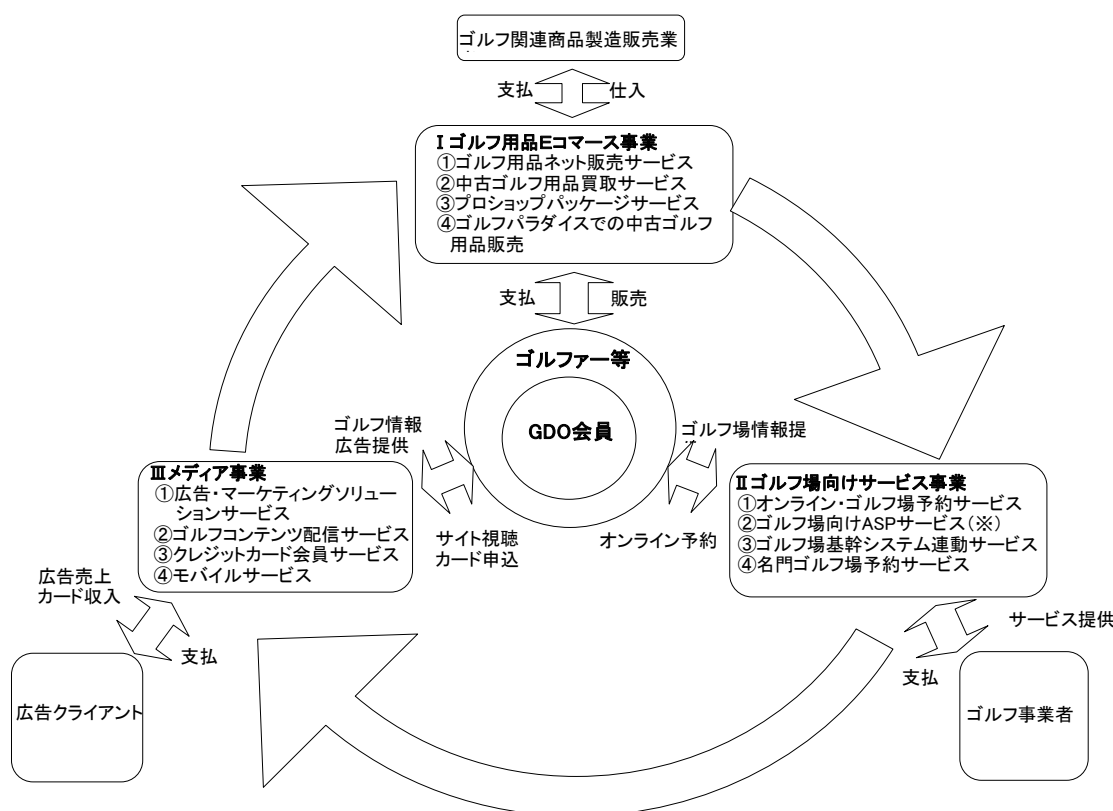 ゴルフ関連商品製造販売業
支払
仕入
Ⅰゴルフ用品Eコマース事業
①ゴルフ用品ネット販売サービス
②中古ゴルフ用品買取サービス
③プロショップパッケージサービス
④ゴルフパラダイスでの中古ゴルフ
用品販売
支払
販売
ゴルファー等
GDO会員
ゴルフ情報
広告提供
ゴルフ場情報提
サイト視聴
カード申込
オンライン予約
Ⅲメディア事業
①広告・マーケティングソリュー
ションサービス
②ゴルフコンテンツ配信サービス
③クレジットカード会員サービス
④モバイルサービス
Ⅱゴルフ場向けサービス事業
①オンライン・ゴルフ場予約サービス
②ゴルフ場向けASPサービス(※)
③ゴルフ場基幹システム連動サービス
④名門ゴルフ場予約サービス
広告売上
カード収入
支払
広告クライアント
サービス提供
支払
ゴルフ事業者